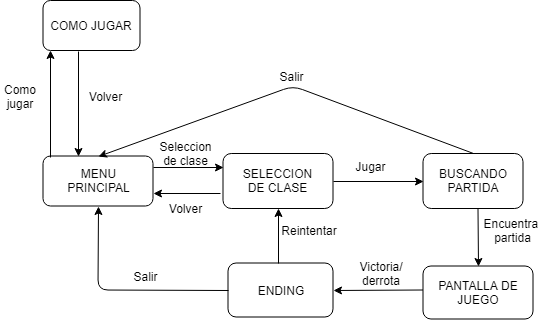 COMO JUGAR
Como
jugar
Volver
Salir
Seleccion
de clase
MENU
PRINCIPAL
SELECCION
DE CLASE
Jugar
BUSCANDO
PARTIDA
Volver
Reintentar
Encuentra
partida
Salir
Victoria/
derrota
ENDING
PANTALLA DE
JUEGO